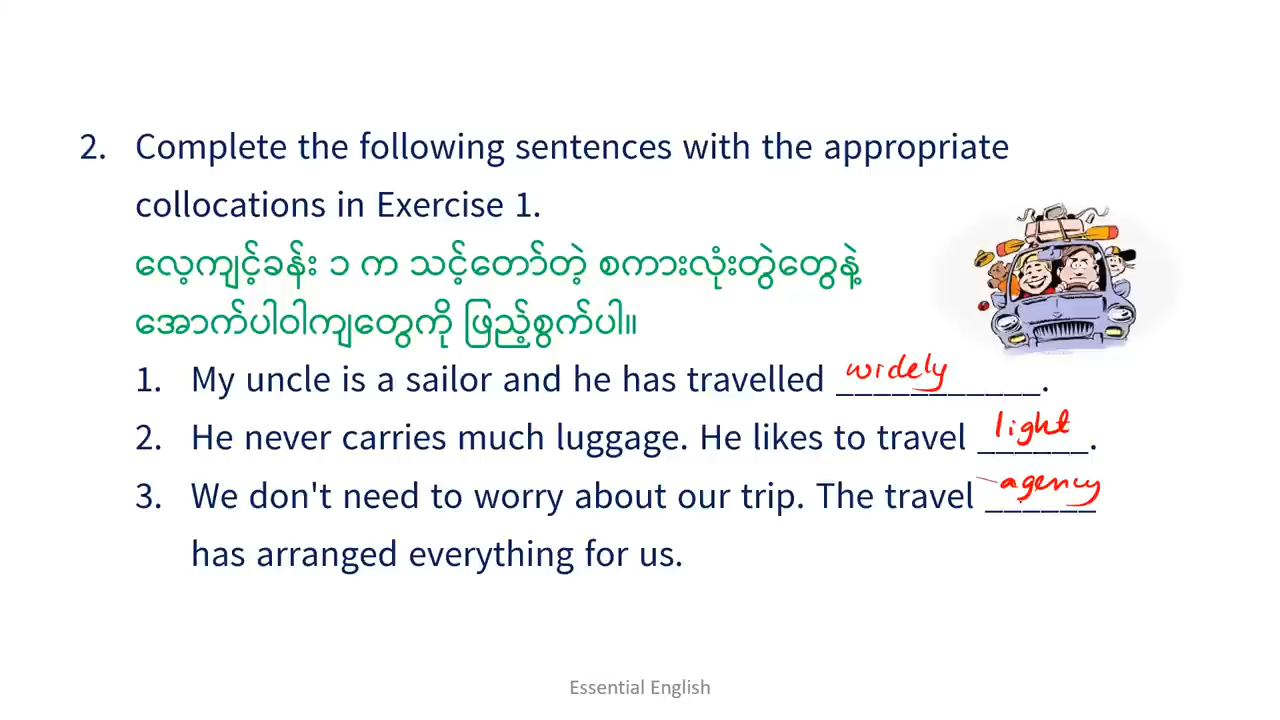 2. Complete the following sentences with the appropriate
collocations in Exercise 1.
လေ့ကျင့်ခန်း ၁ က သင့်တော်တဲ့ စကားလုံးတွဲတွေနဲ့
အောက်ပါဝါကျတွေကို ဖြည့်စွက်ပါ။
1. My uncle is a sailor and he has travelled widely.
2. He never carries much luggage. He likes to travel light.
3. We don't need to worry about our trip. The travel agency
has arranged everything for us.
Essential English